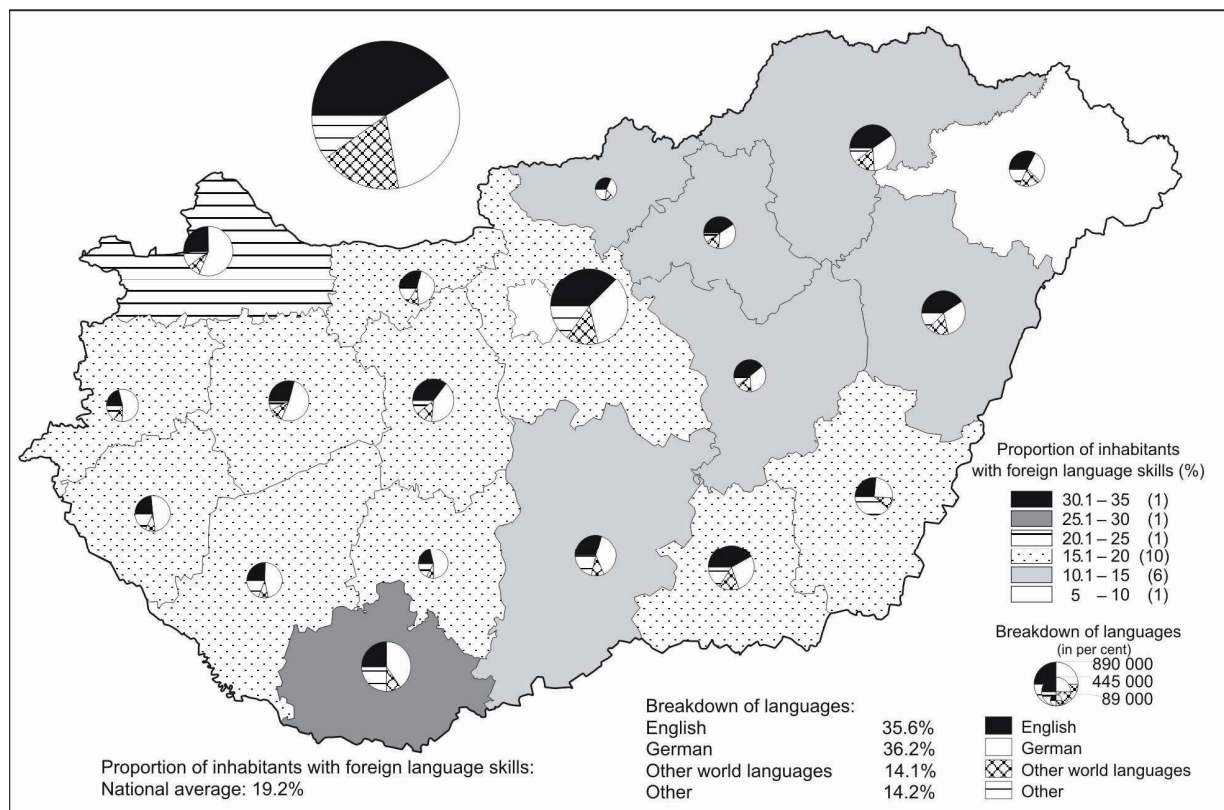 Proportion of inhabitants
with foreign language skills (%)
30.1 – 35 (1)
25.1 – 30 (1)
20.1 – 25 (1)
15.1 – 20 (10)
10.1 – 15 (6)
5 – 10 (1)
Breakdown of languages
(in per cent)
890 000
445 000
89 000
English
German
Other world languages
Other
Breakdown of languages:
English 35.6%
German 36.2%
Other world languages 14.1%
Other 14.2%
Proportion of inhabitants with foreign language skills:
National average: 19.2%